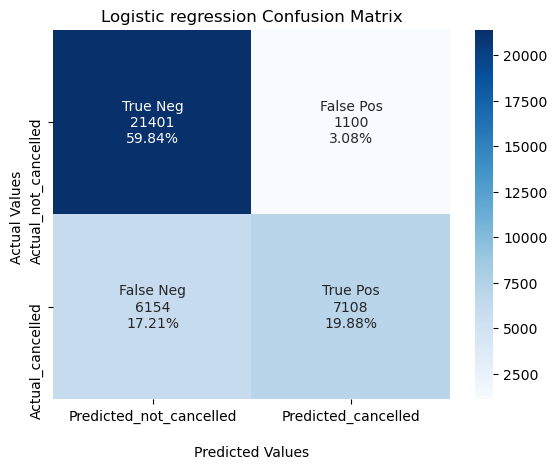 Logistic regression Confusion Matrix
Actual Values
Actual_not_cancelled
Actual_cancelled
True Neg
21401
59.84%
False Pos
1100
3.08%
False Neg
6154
17.21%
True Pos
7108
19.88%
Predicted_not_cancelled
Predicted_cancelled
Predicted Values
20000
17500
15000
12500
10000
7500
5000
2500